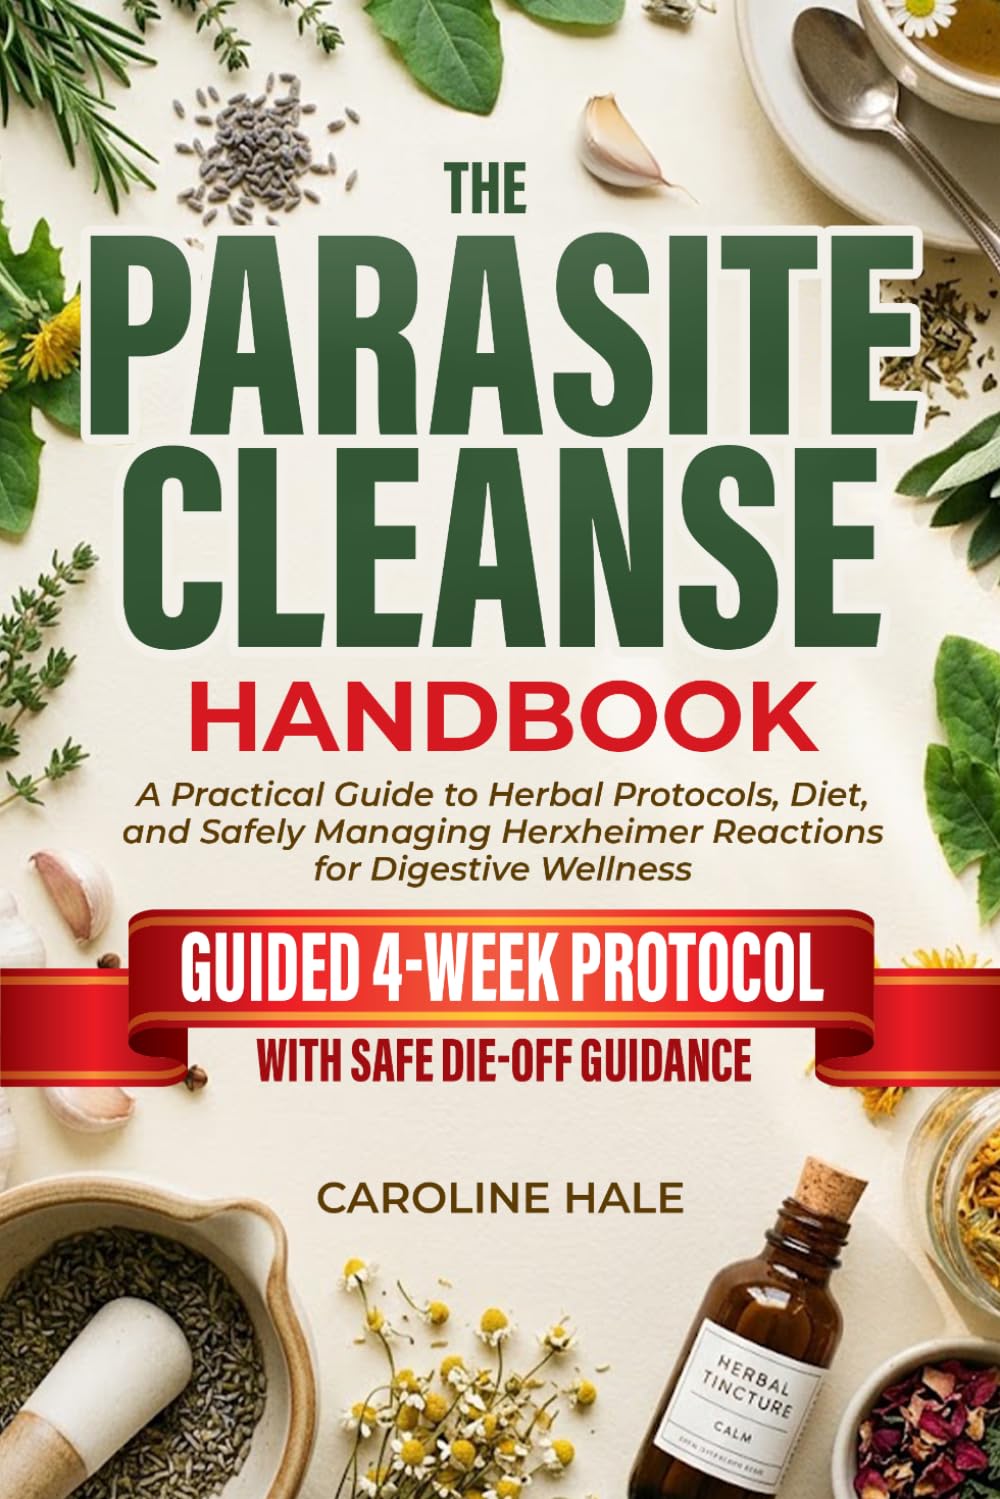 THE
PARASITE
CLEANSE
HANDBOOK
A Practical Guide to Herbal Protocols, Diet,
and Safely Managing Herxheimer Reactions
for Digestive Wellness
GUIDED 4-WEEK PROTOCOL
WITH SAFE DIE-OFF GUIDANCE
CAROLINE HALE
HERBAL
TINCTURE
CALM